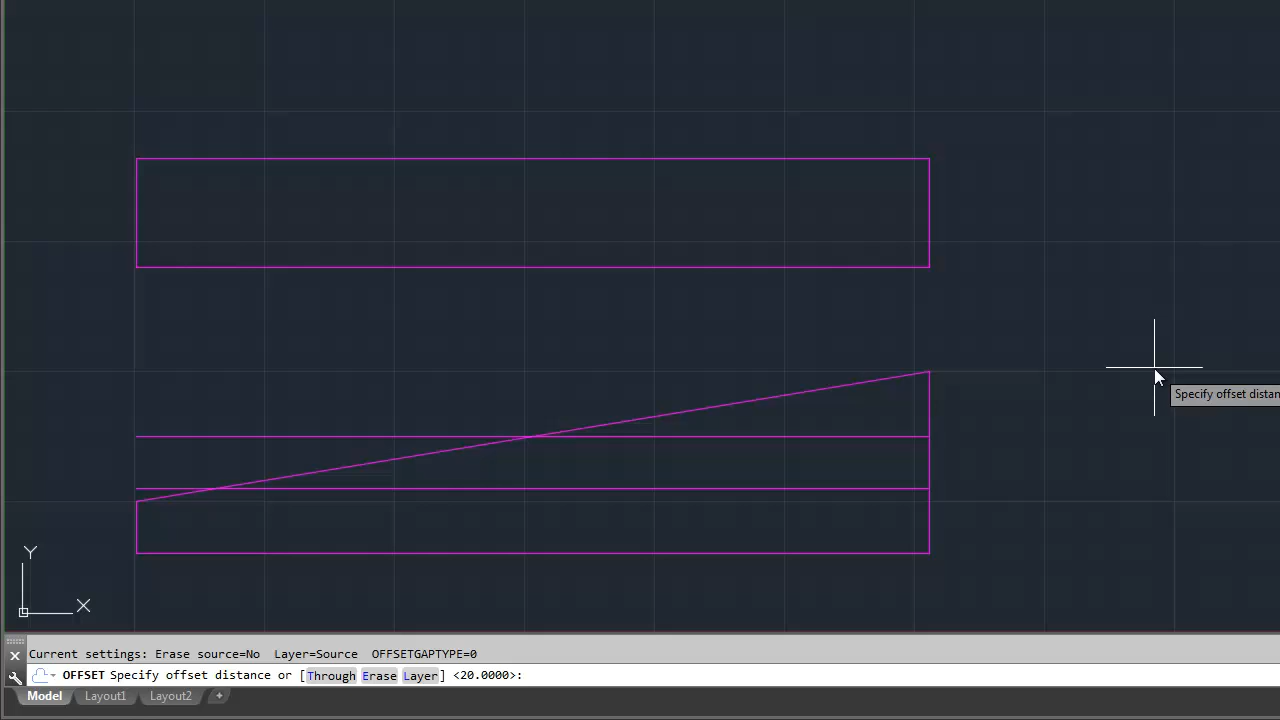 Specify offset distan
Y
X
Current settings: Erase source=No  Layer=Source  OFFSETGAPTYPE=0
OFFSET Specify offset distance or [Through Erase Layer] <20.0000>:
Model Layout1 Layout2 +